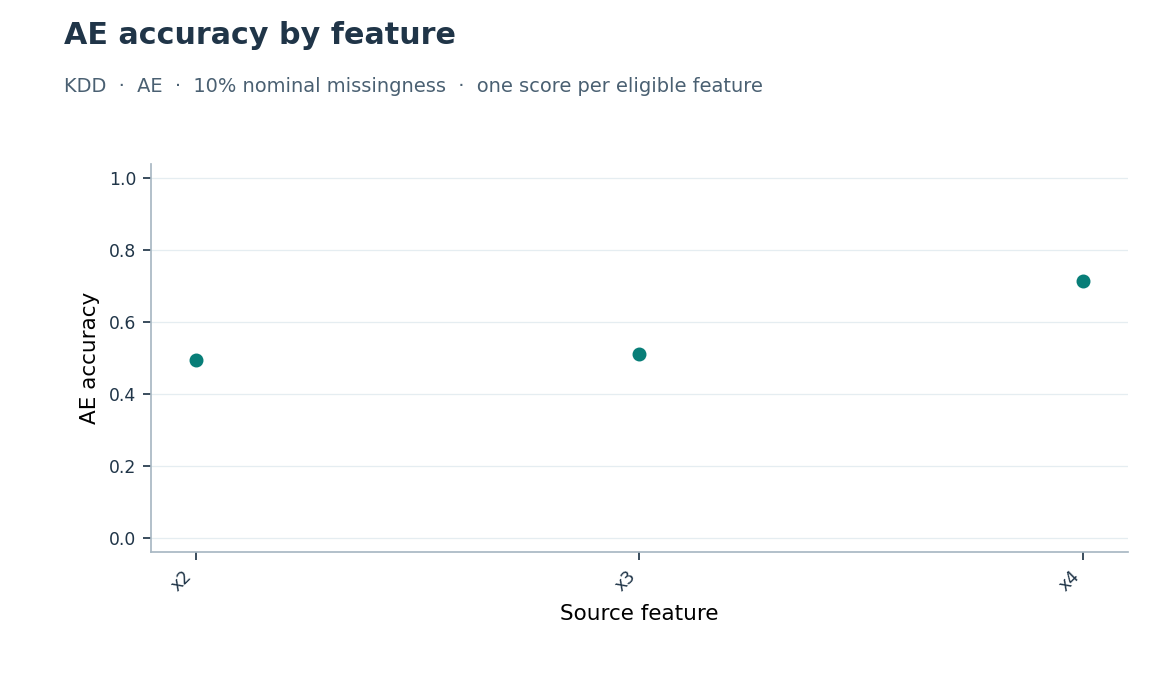 AE accuracy by feature
KDD · AE · 10% nominal missingness · one score per eligible feature
1.0
0.8
0.6
0.4
0.2
0.0
AE accuracy
x2
x3
x4
Source feature